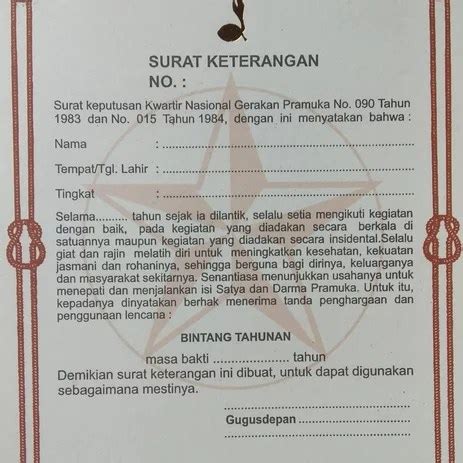 SURAT KETERANGAN
NO. :
Surat keputusan Kwartir Nasional Gerakan Pramuka No. 090 Tahun
1983 dan No. 015 Tahun 1984, dengan ini menyatakan bahwa :
Nama :
Tempat/Tgl. Lahir :
Tingkat :
Selama......... tahun sejak ia dilantik, selalu setia mengikuti kegiatan
dengan baik, pada kegiatan yang diadakan secara berkala di
satuannya maupun kegiatan yang diadakan secara insidental.Selalu
giat dan rajin melatih diri untuk meningkatkan kesehatan, kekuatan
jasmani dan rohaninya, sehingga berguna bagi dirinya, keluarganya
dan masyarakat sekitarnya. Senantiasa menunjukkan usahanya untuk
menepati dan menjalankan isi Satya dan Darma Pramuka. Untuk itu,
kepadanya dinyatakan berhak menerima tanda penghargaan dan
penggunaan lencana :
BINTANG TAHUNAN
masa bakti .................... tahun
Demikian surat keterangan ini dibuat, untuk dapat digunakan
sebagaimana mestinya.
Gugusdepan :